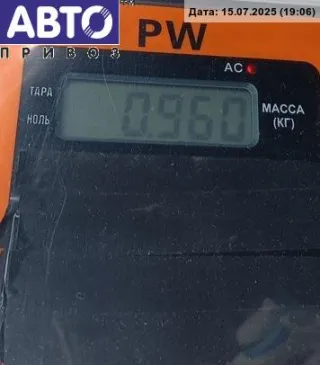 АВТО
ПРИВОЗ
Дата: 15.07.2025 (19:06)
PW
AC
ТАРА
НОЛЬ
0.960
МАССА
(КГ)